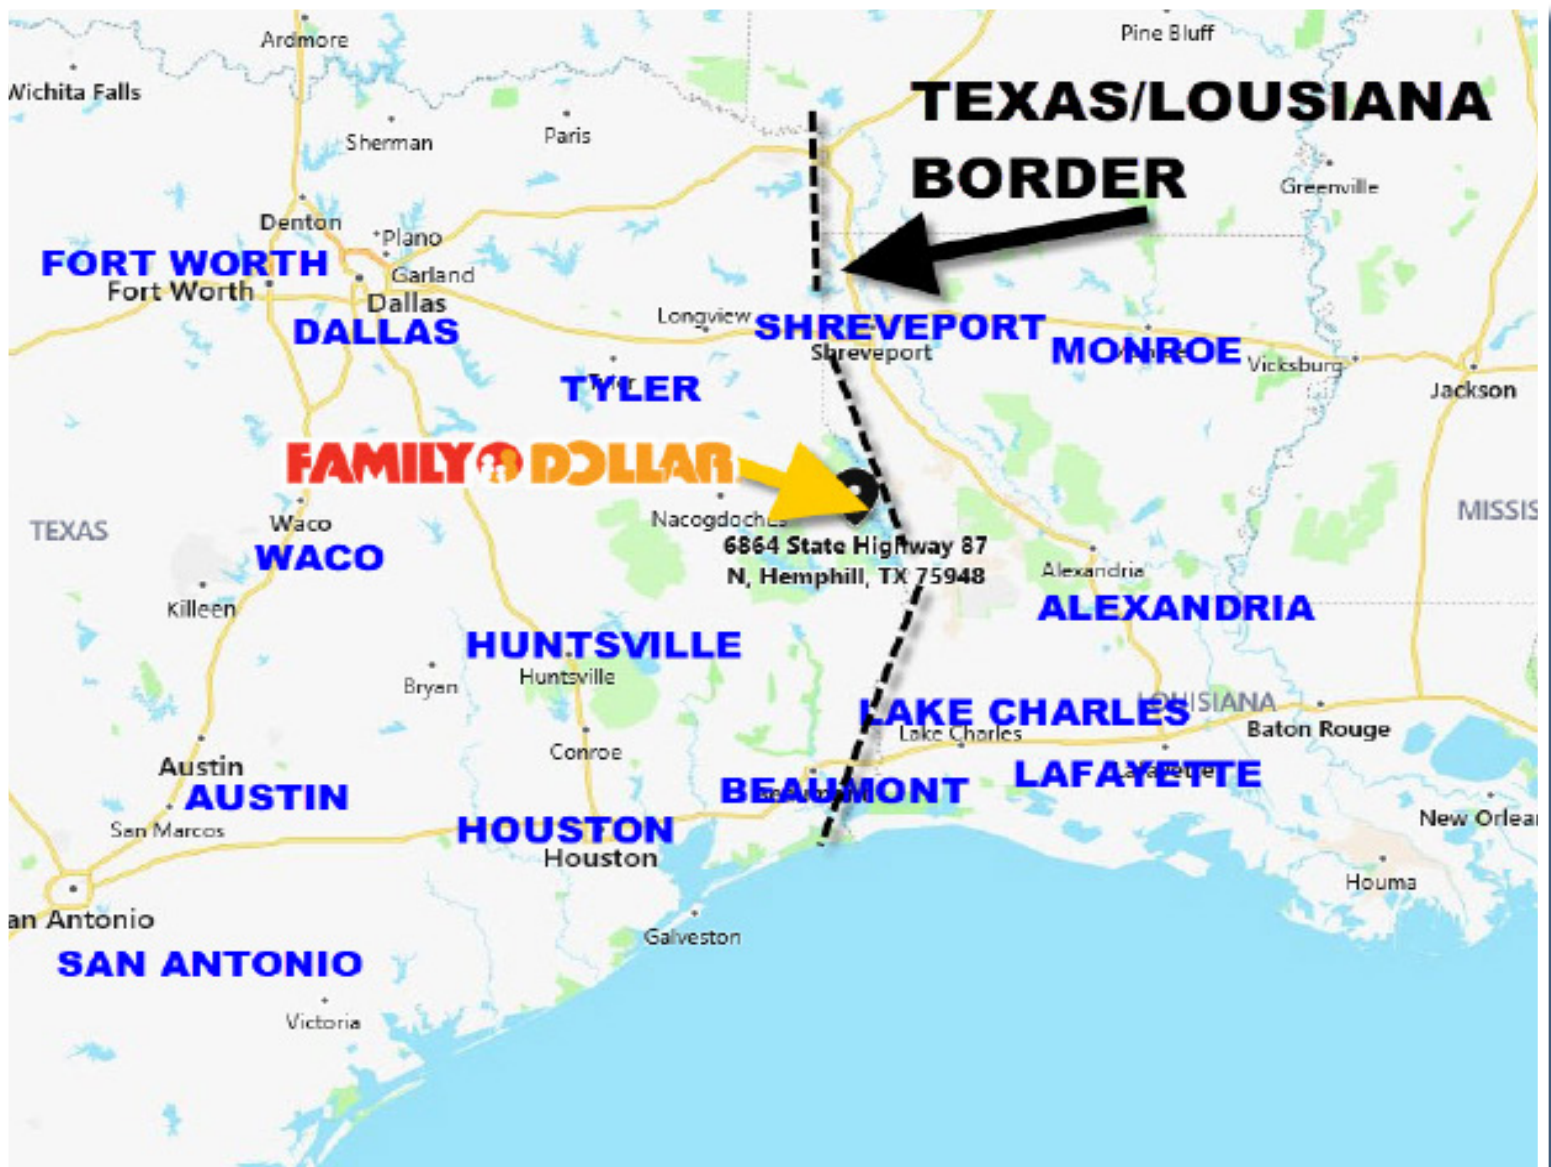 Ardmore
Pine Bluff
Wichita Falls
TEXAS/LOUSIANA
BORDER
Sherman
Paris
Greenville
Denton
Plano
FORT WORTH
Garland
Fort Worth
Dallas
DALLAS
Longview
SHREVEPORT
Shreveport
MONROE
Vicksburg
Jackson
TYLER
FAMILY DOLLAR
Nacogdoches
TEXAS
Waco
WACO
MISSIS
6864 State Highway 87
N, Hemphill, TX 75948
Alexandria
ALEXANDRIA
Killeen
HUNTSVILLE
Huntsville
Bryan
LAKE CHARLES
LOUISIANA
Lake Charles
Baton Rouge
Conroe
Austin
AUSTIN
BEAUMONT
LAFAYETTE
Lafayette
San Marcos
HOUSTON
Houston
New Orlea
Houma
an Antonio
Galveston
SAN ANTONIO
Victoria